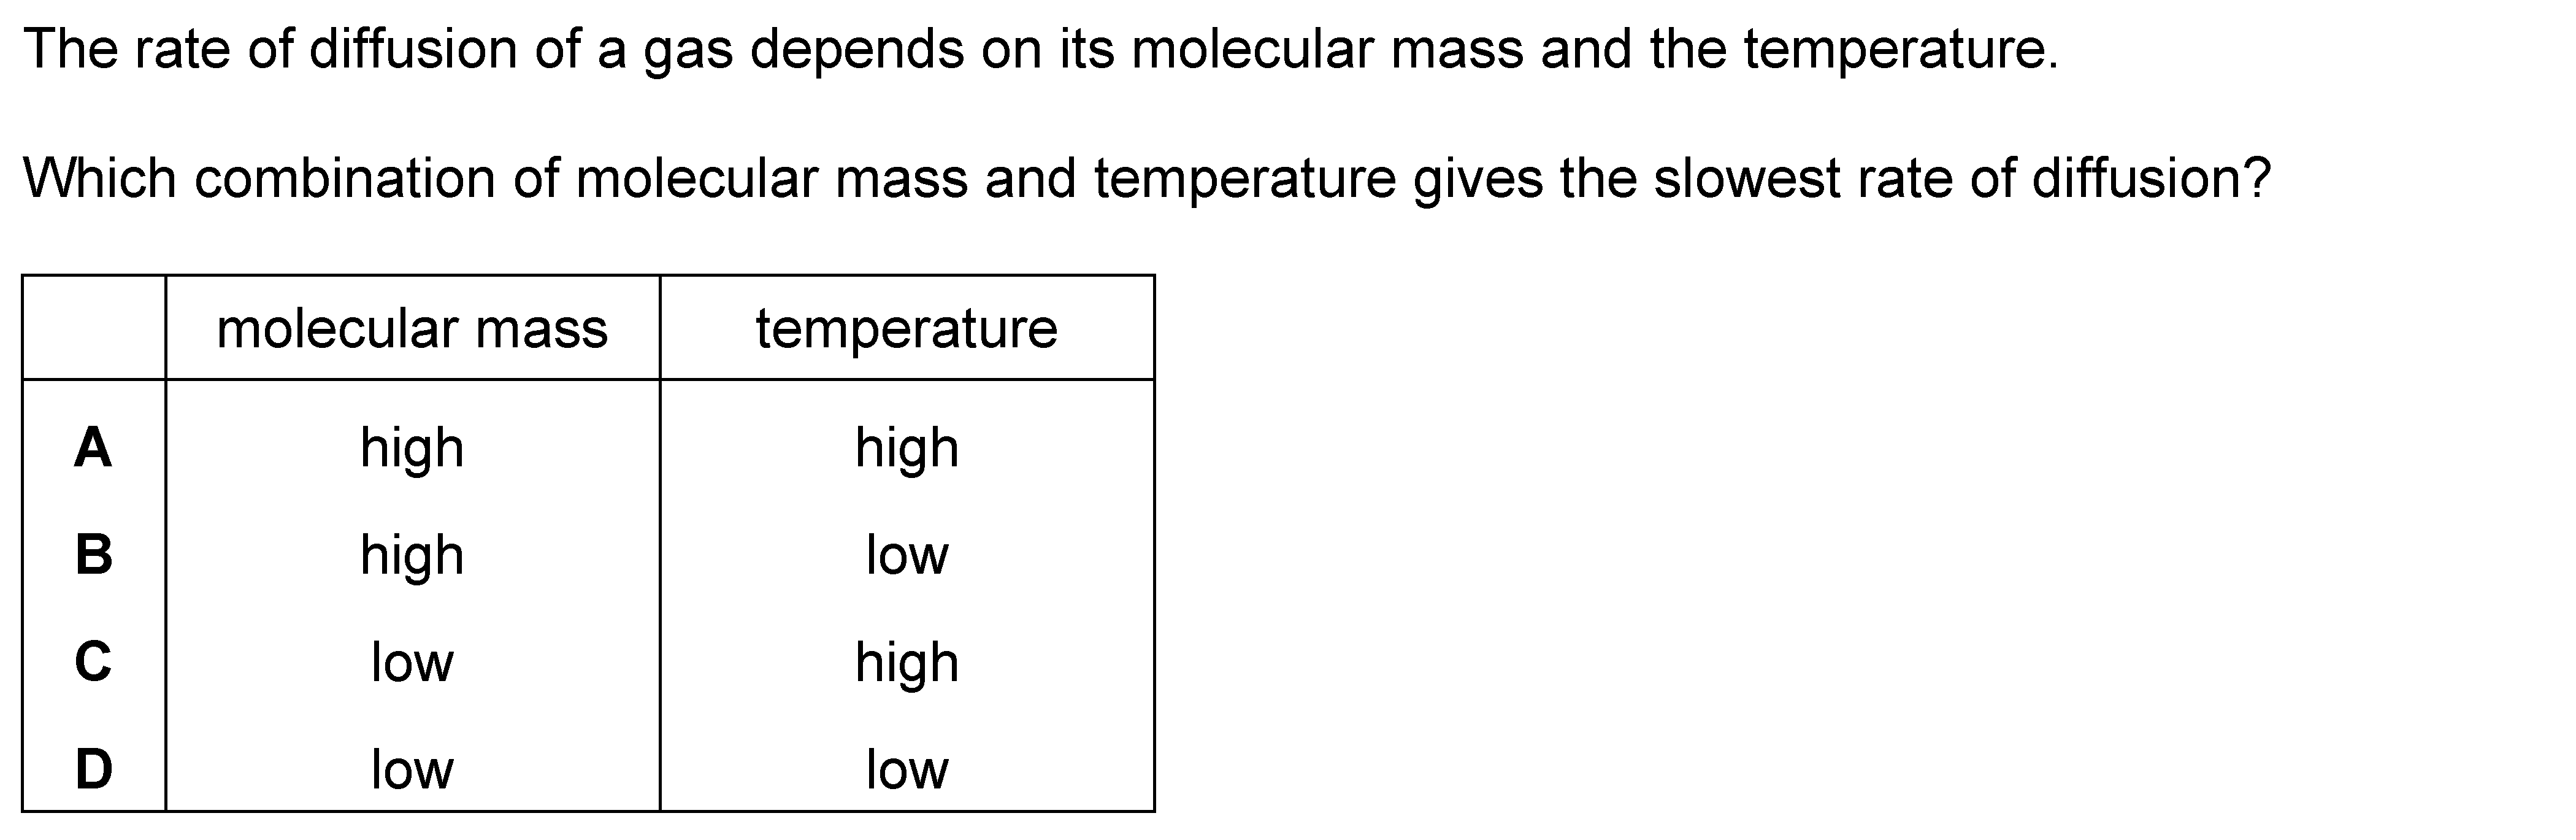 The rate of diffusion of a gas depends on its molecular mass and the temperature.
Which combination of molecular mass and temperature gives the slowest rate of diffusion?
molecular mass temperature
A high high
B high low
C low high
D low low